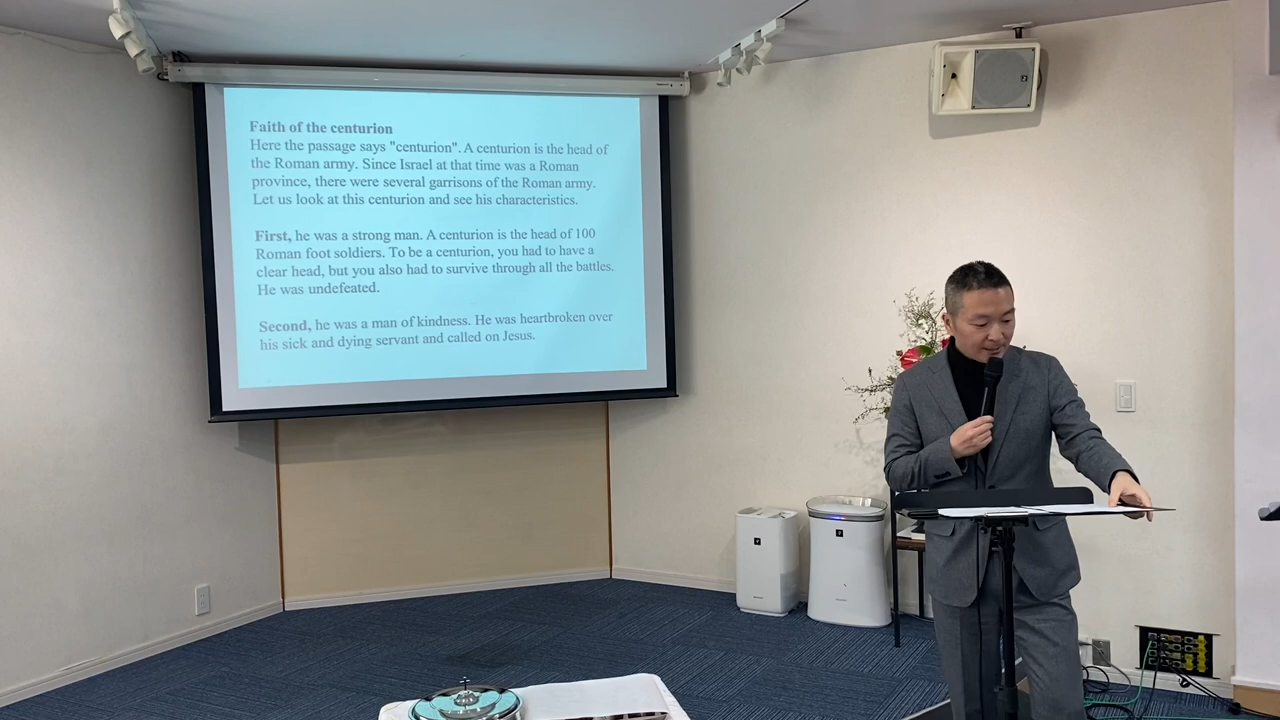 Faith of the centurion
Here the passage says "centurion". A centurion is the head of
the Roman army. Since Israel at that time was a Roman
province, there were several garrisons of the Roman army.
Let us look at this centurion and see his characteristics.
First, he was a strong man. A centurion is the head of 100
Roman foot soldiers. To be a centurion, you had to have a
clear head, but you also had to survive through all the battles.
He was undefeated.
Second, he was a man of kindness. He was heartbroken over
his sick and dying servant and called on Jesus.